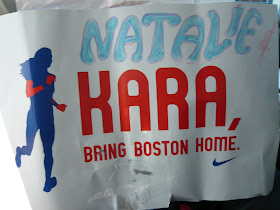 NATALIE
KARA,
BRING BOSTON HOME.